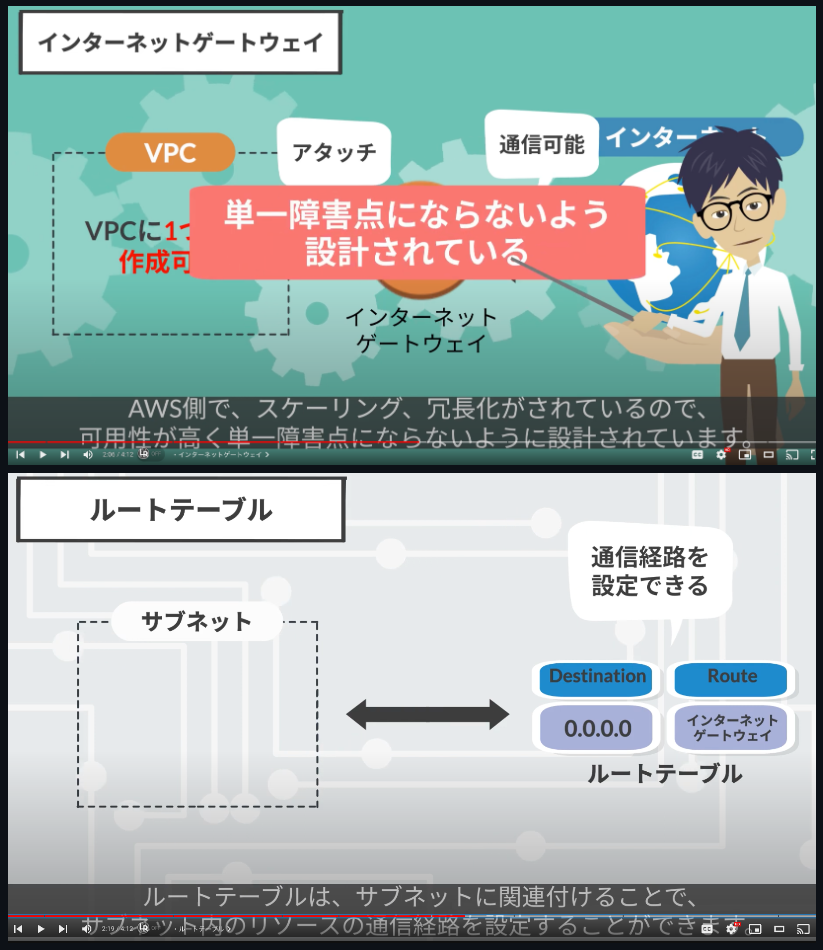 インターネットゲートウェイ
VPC
アタッチ
通信可能
インターネット
VPCに1つ
作成可
単一障害点にならないよう
設計されている
インターネット
ゲートウェイ
AWS側で、スケーリング、冗長化がされているので、
可用性が高く単一障害点にならないように設計されています。
2:06 / 4:12
・インターネットゲートウェイ
ルートテーブル
通信経路を
設定できる
サブネット
Destination
Route
0.0.0.0
インターネット
ゲートウェイ
ルートテーブル
ルートテーブルは、サブネットに関連付けることで、
サブネット内のリソースの通信経路を設定することができます。
2:19 / 4:12
・ルートテーブル